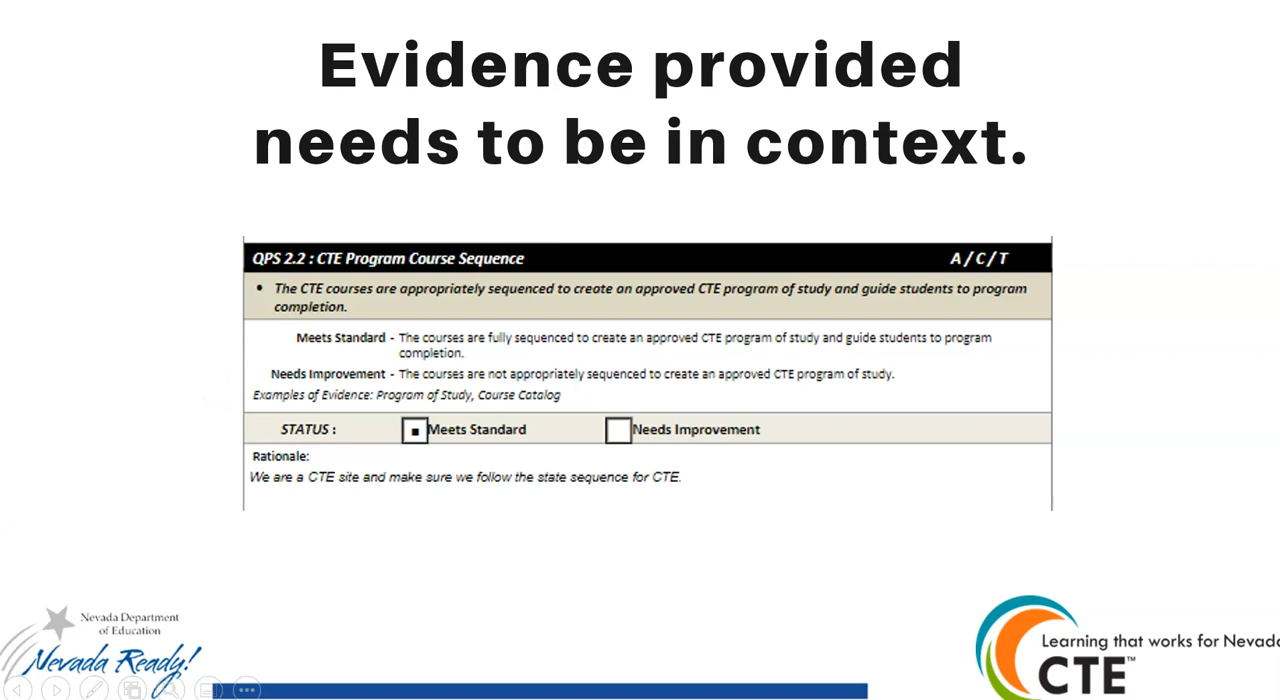 Evidence provided
needs to be in context.
QPS 2.2 : CTE Program Course Sequence A / C / T
• The CTE courses are appropriately sequenced to create an approved CTE program of study and guide students to program
completion.
Meets Standard - The courses are fully sequenced to create an approved CTE program of study and guide students to program
completion.
Needs Improvement - The courses are not appropriately sequenced to create an approved CTE program of study.
Examples of Evidence: Program of Study, Course Catalog
STATUS : Meets Standard Needs Improvement
Rationale:
We are a CTE site and make sure we follow the state sequence for CTE.
Nevada Department
of Education
Nevada Ready!
Learning that works for Nevada
CTE™